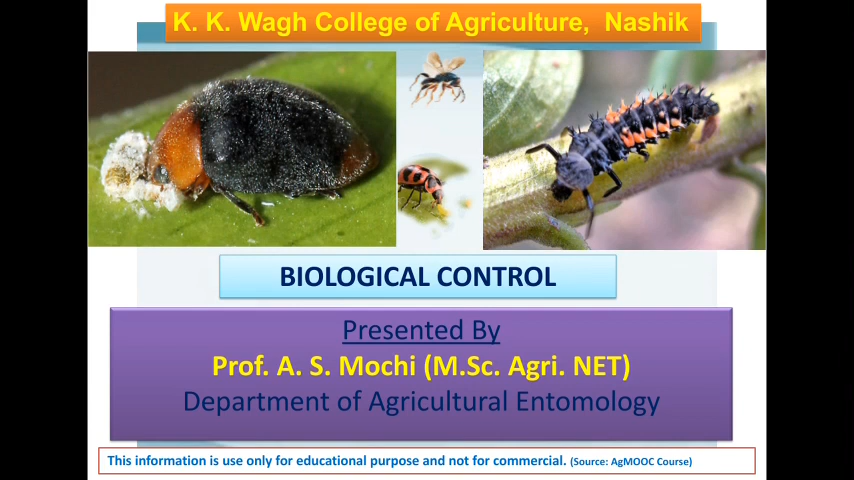 K. K. Wagh College of Agriculture, Nashik
BIOLOGICAL CONTROL
Presented By
Prof. A. S. Mochi (M.Sc. Agri. NET)
Department of Agricultural Entomology
This information is use only for educational purpose and not for commercial. (Source: AgMOOC Course)